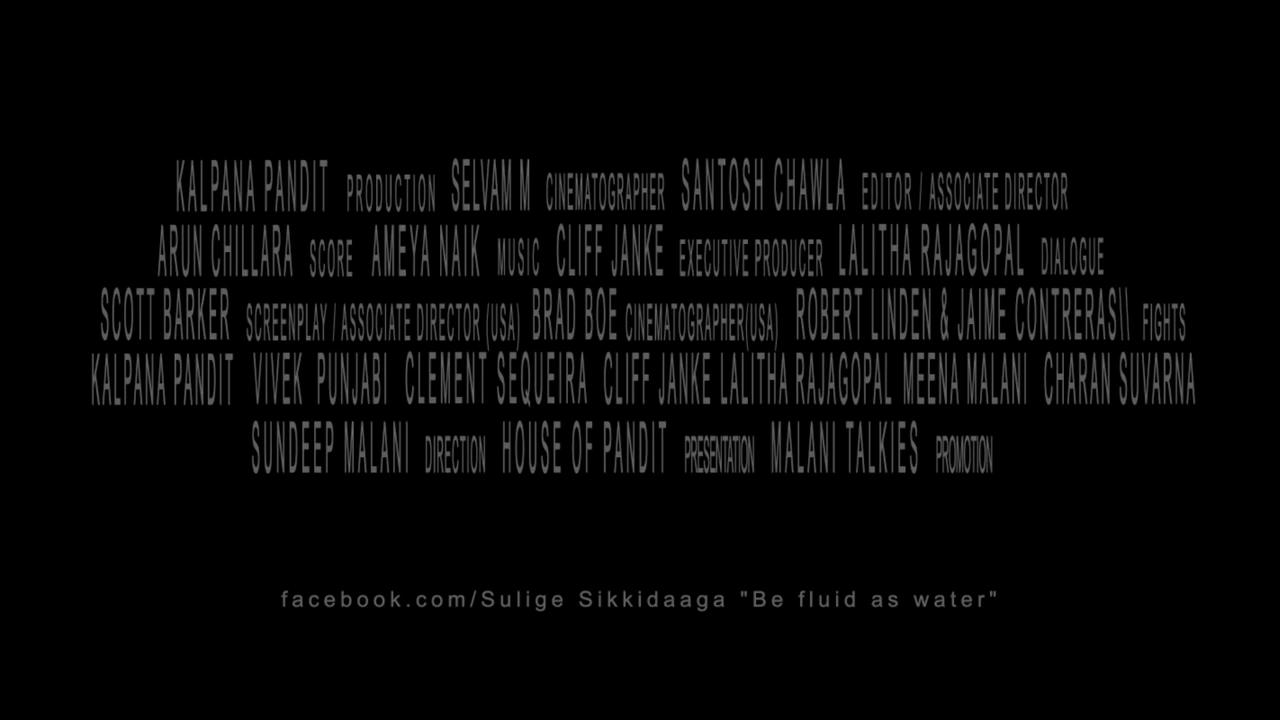 KALPANA PANDIT PRODUCTION SELVAM M CINEMATOGRAPHER SANTOSH CHAWLA EDITOR / ASSOCIATE DIRECTOR
ARUN CHILLARA SCORE AMEYA NAIK MUSIC CLIFF JANKE EXECUTIVE PRODUCER LALITHA RAJAGOPAL DIALOGUE
SCOTT BARKER SCREENPLAY / ASSOCIATE DIRECTOR (USA) BRAD BOE CINEMATOGRAPHER(USA) ROBERT LINDEN & JAIME CONTRERAS\\ FIGHTS
KALPANA PANDIT VIVEK PUNJABI CLEMENT SEQUEIRA CLIFF JANKE LALITHA RAJAGOPAL MEENA MALANI CHARAN SUVARNA
SUNDEEP MALANI DIRECTION HOUSE OF PANDIT PRESENTATION MALANI TALKIES PROMOTION
facebook.com/Sulige Sikkidaaga "Be fluid as water"